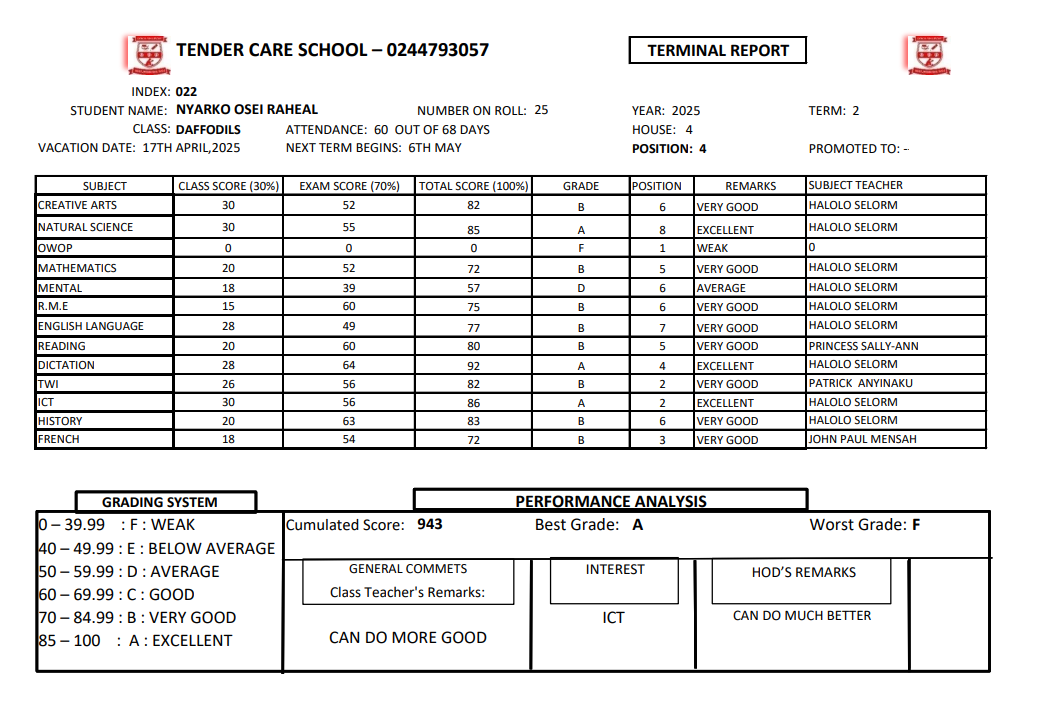 TENDER CARE SCHOOL – 0244793057
TERMINAL REPORT
INDEX: 022
STUDENT NAME: NYARKO OSEI RAHEAL NUMBER ON ROLL: 25 YEAR: 2025 TERM: 2
CLASS: DAFFODILS ATTENDANCE: 60 OUT OF 68 DAYS HOUSE: 4
VACATION DATE: 17TH APRIL,2025 NEXT TERM BEGINS: 6TH MAY POSITION: 4 PROMOTED TO: --
SUBJECT CLASS SCORE (30%) EXAM SCORE (70%) TOTAL SCORE (100%) GRADE POSITION REMARKS SUBJECT TEACHER
CREATIVE ARTS 30 52 82 B 6 VERY GOOD HALOLO SELORM
NATURAL SCIENCE 30 55 85 A 8 EXCELLENT HALOLO SELORM
OWOP 0 0 0 F 1 WEAK 0
MATHEMATICS 20 52 72 B 5 VERY GOOD HALOLO SELORM
MENTAL 18 39 57 D 6 AVERAGE HALOLO SELORM
R.M.E 15 60 75 B 6 VERY GOOD HALOLO SELORM
ENGLISH LANGUAGE 28 49 77 B 7 VERY GOOD HALOLO SELORM
READING 20 60 80 B 5 VERY GOOD PRINCESS SALLY-ANN
DICTATION 28 64 92 A 4 EXCELLENT HALOLO SELORM
TWI 26 56 82 B 2 VERY GOOD PATRICK ANYINAKU
ICT 30 56 86 A 2 EXCELLENT HALOLO SELORM
HISTORY 20 63 83 B 6 VERY GOOD HALOLO SELORM
FRENCH 18 54 72 B 3 VERY GOOD JOHN PAUL MENSAH
GRADING SYSTEM
0 – 39.99 : F : WEAK
40 – 49.99 : E : BELOW AVERAGE
50 – 59.99 : D : AVERAGE
60 – 69.99 : C : GOOD
70 – 84.99 : B : VERY GOOD
85 – 100 : A : EXCELLENT
PERFORMANCE ANALYSIS
Cumulated Score: 943 Best Grade: A Worst Grade: F
GENERAL COMMETS
Class Teacher's Remarks:
CAN DO MORE GOOD
INTEREST
ICT
HOD'S REMARKS
CAN DO MUCH BETTER